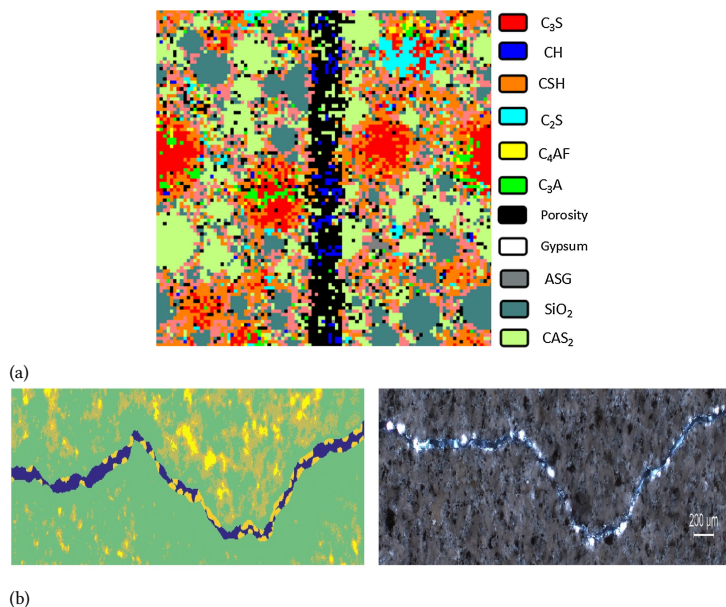 C₃S
CH
CSH
C₂S
C₄AF
C₃A
Porosity
Gypsum
ASG
SiO₂
CAS₂
(a)
200 µm
(b)